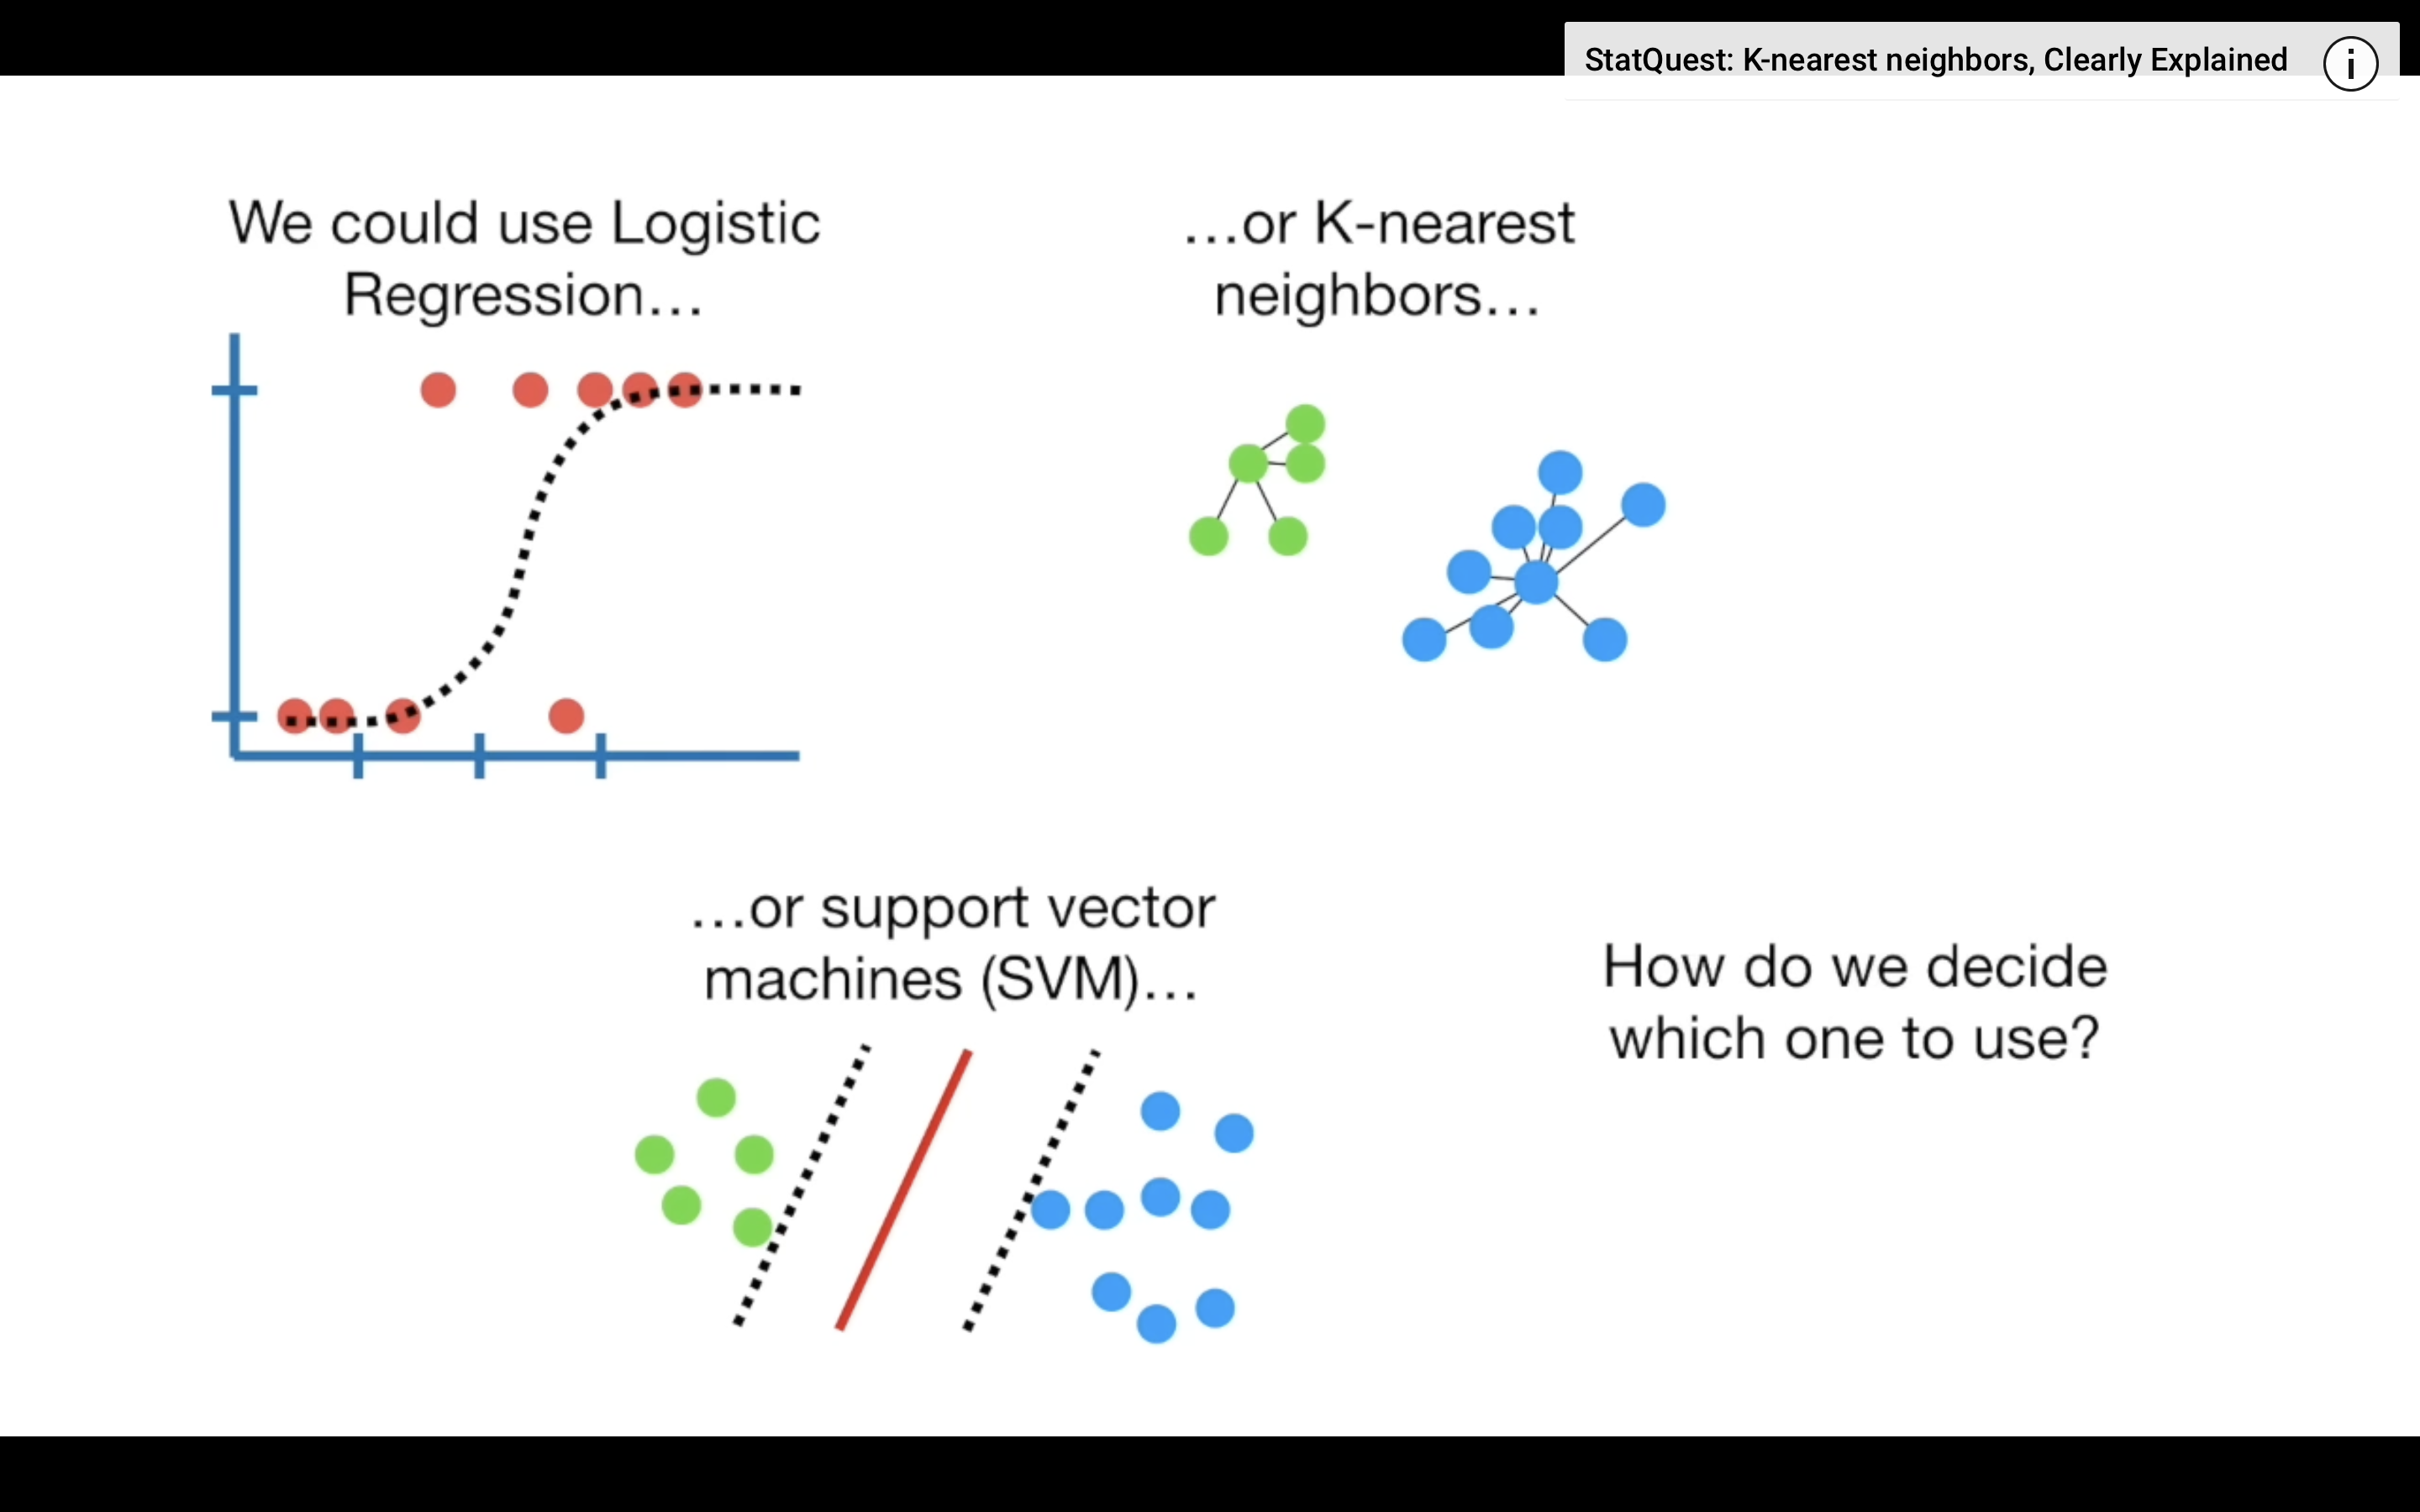 StatQuest: K-nearest neighbors, Clearly Explained
i
We could use Logistic
Regression…
…or K-nearest
neighbors…
…or support vector
machines (SVM)…
How do we decide
which one to use?